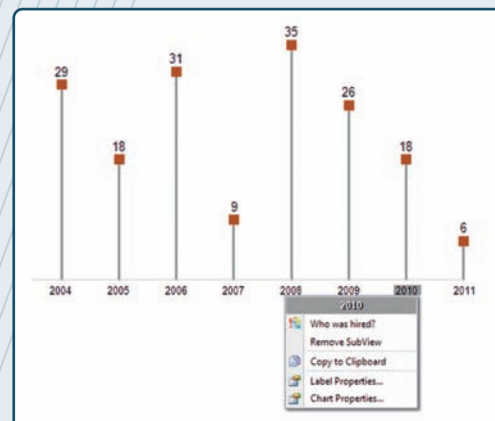 35
31
29
26
18
18
9
6
2004 2005 2006 2007 2008 2009 2010 2011
2010
Who was hired?
Remove SubView
Copy to Clipboard
Label Properties...
Chart Properties...